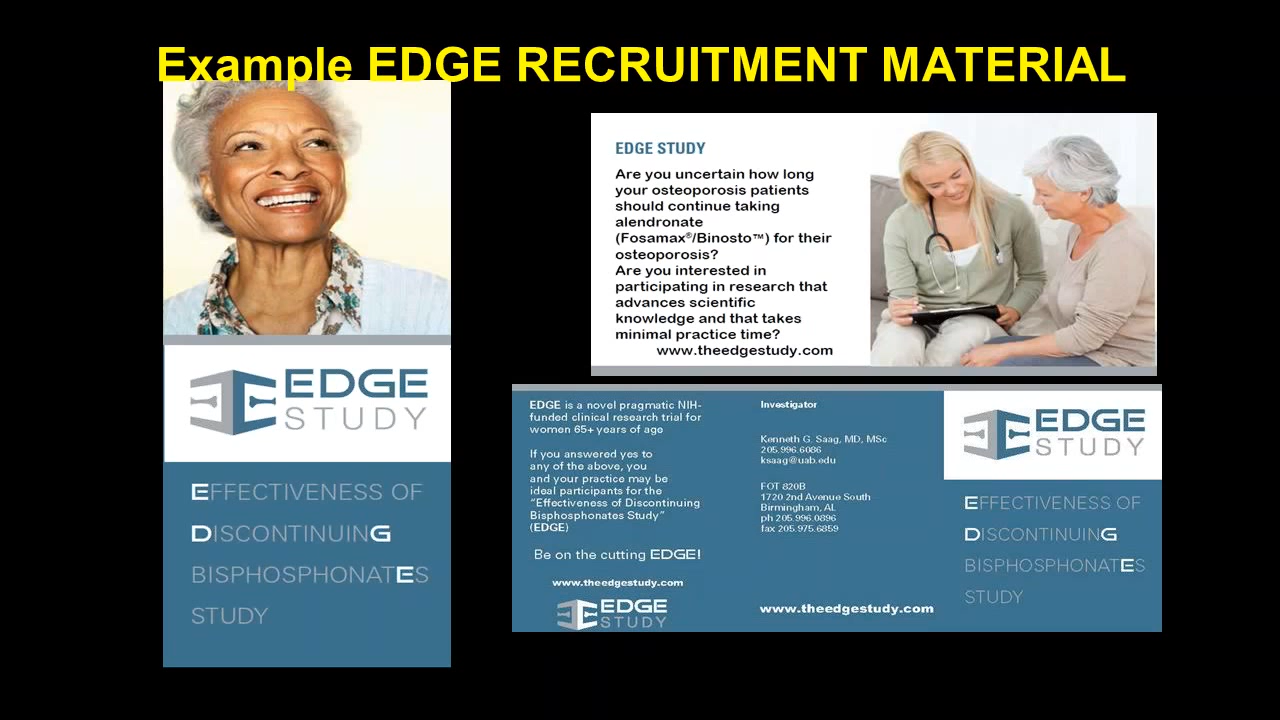 Example EDGE RECRUITMENT MATERIAL
EDGE
STUDY
EFFECTIVENESS OF
DISCONTINUING
BISPHOSPHONATES
STUDY
EDGE STUDY
Are you uncertain how long
your osteoporosis patients
should continue taking
alendronate
(Fosamax®/Binosto™) for their
osteoporosis?
Are you interested in
participating in research that
advances scientific
knowledge and that takes
minimal practice time?
www.theedgestudy.com
EDGE is a novel pragmatic NIH-
funded clinical research trial for
women 65+ years of age
If you answered yes to
any of the above, you
and your practice may be
ideal participants for the
"Effectiveness of Discontinuing
Bisphosphonates Study"
(EDGE)
Be on the cutting EDGE!
www.theedgestudy.com
EDGE
STUDY
Investigator
Kenneth G. Saag, MD, MSc
205.996.6086
ksaag@uab.edu
FOT 820B
1720 2nd Avenue South
Birmingham, AL
ph 205.996.0896
fax 205.975.6859
www.theedgestudy.com
EDGE
STUDY
EFFECTIVENESS OF
DISCONTINUING
BISPHOSPHONATES
STUDY